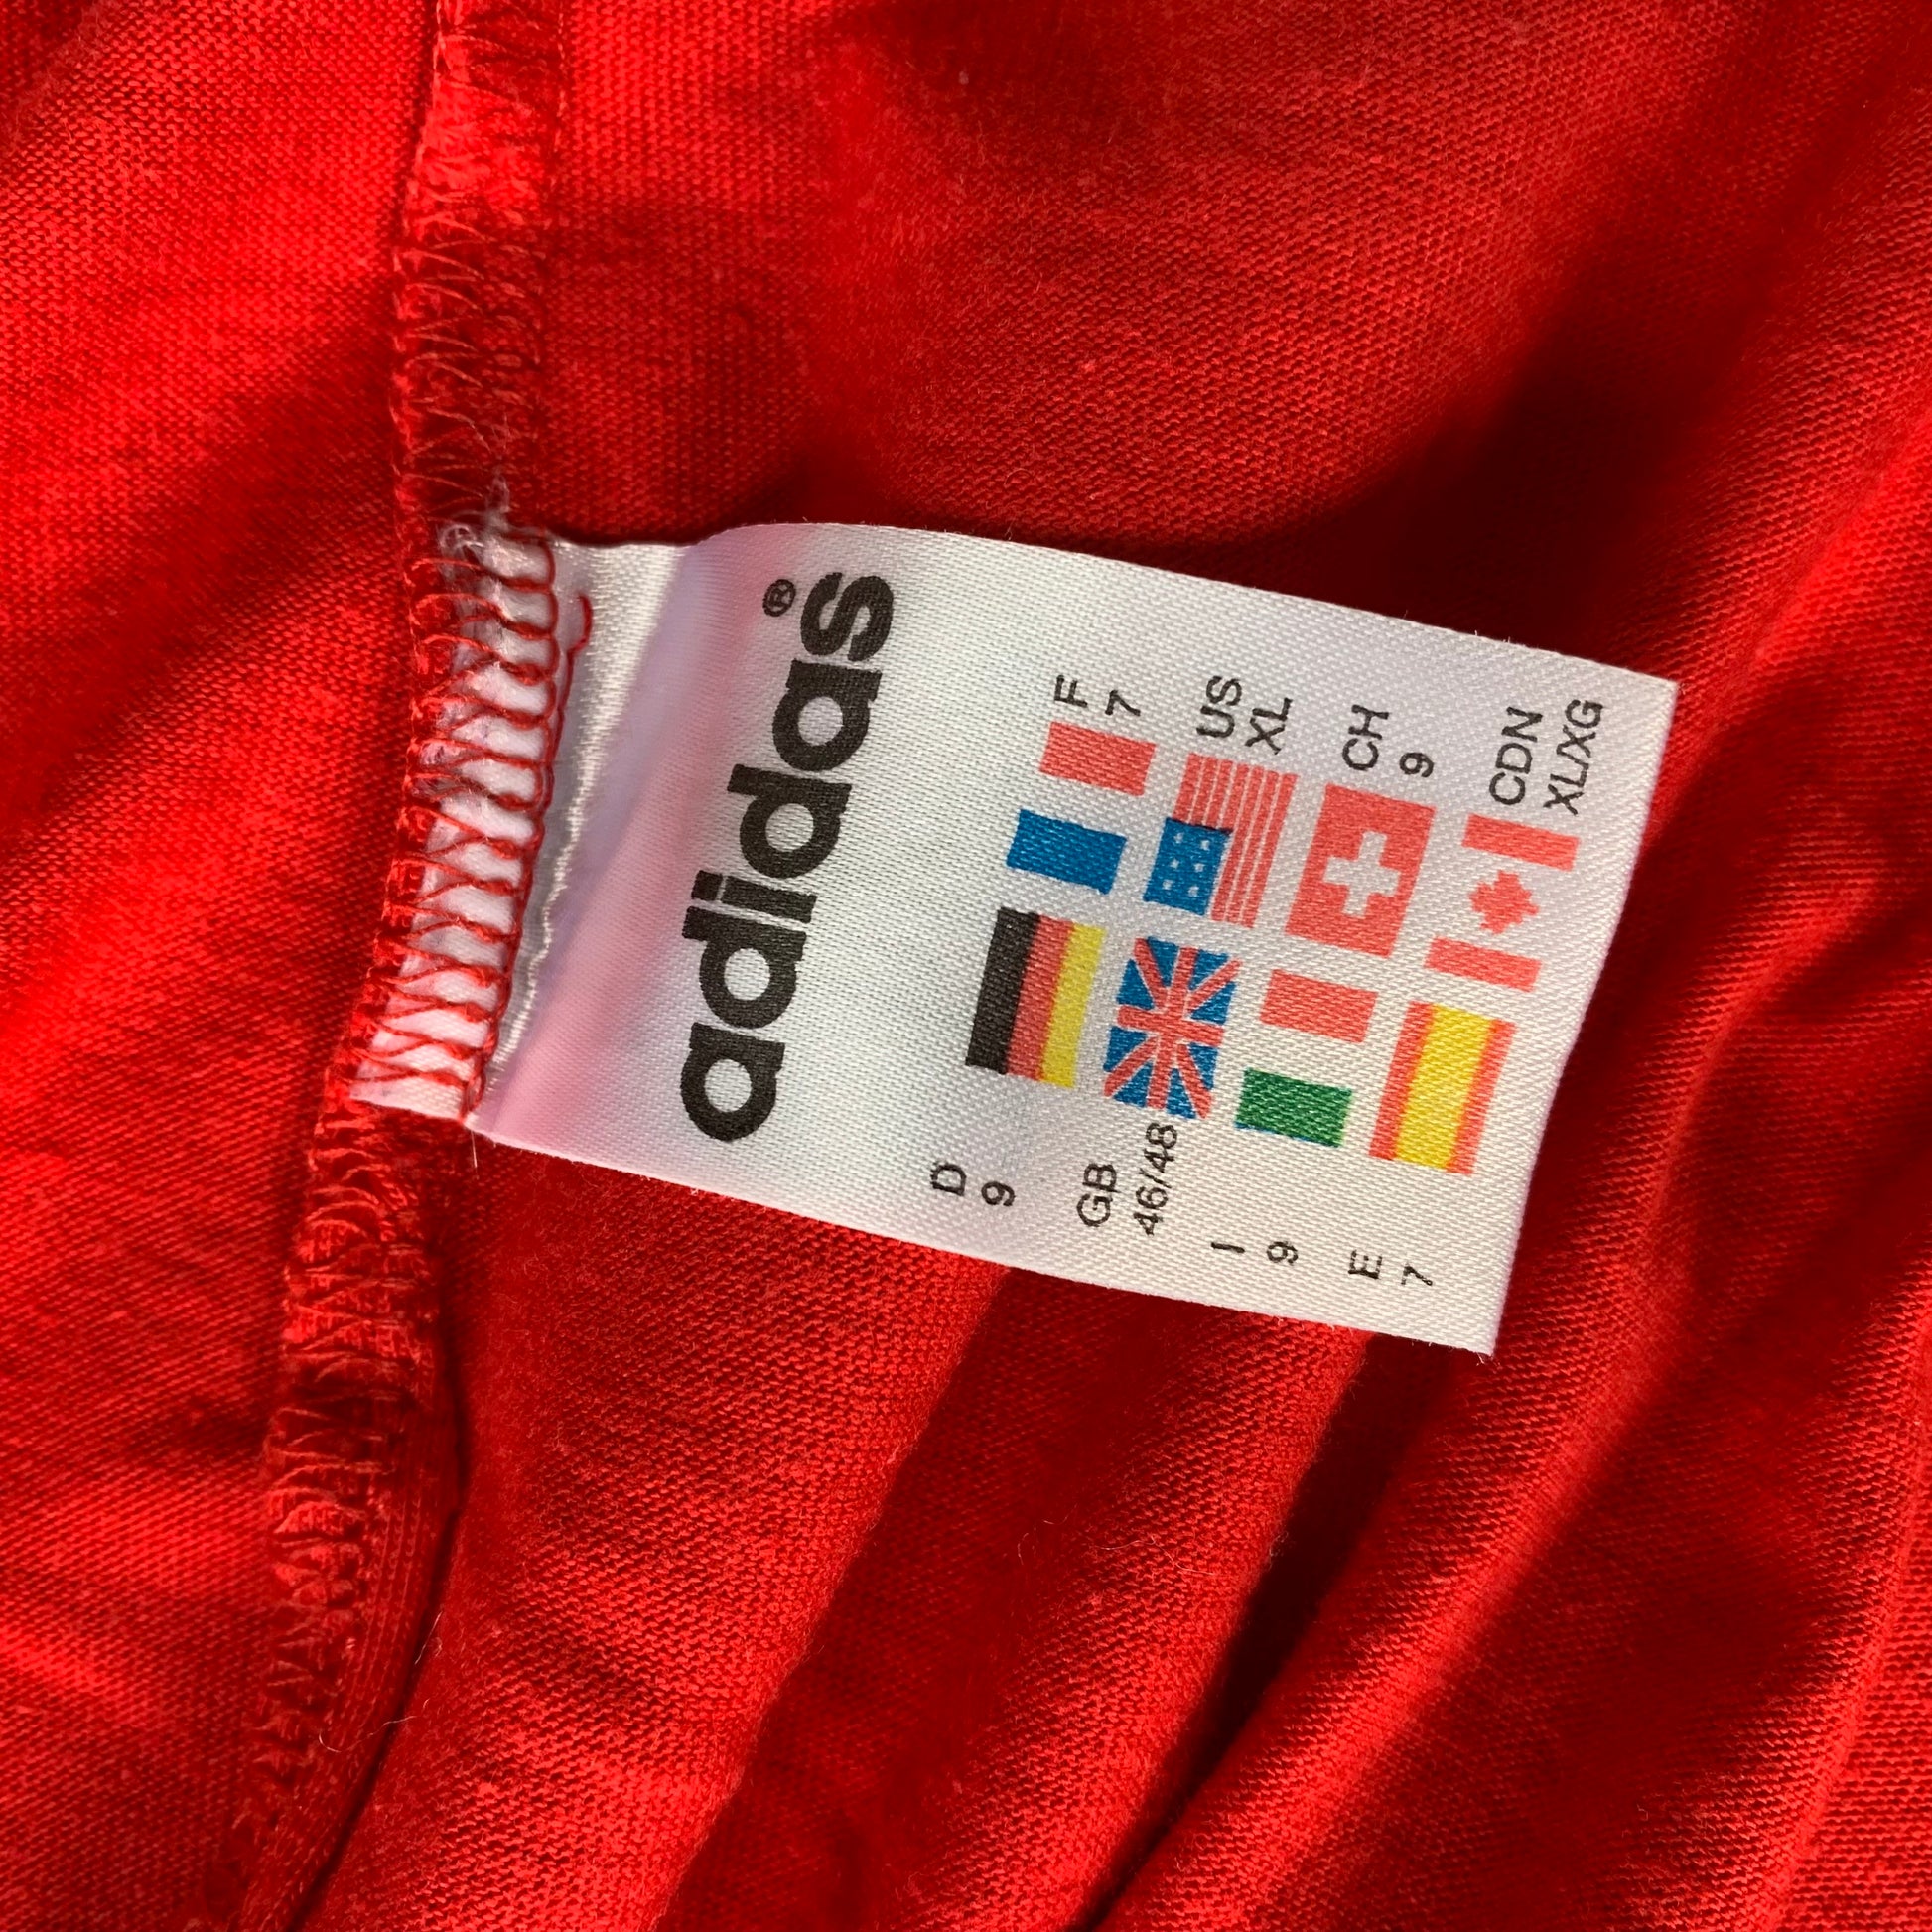 adidas®
D F
9 7
GB US
46/48 XL
I CH
9 9
E CDN
7 XL/XG